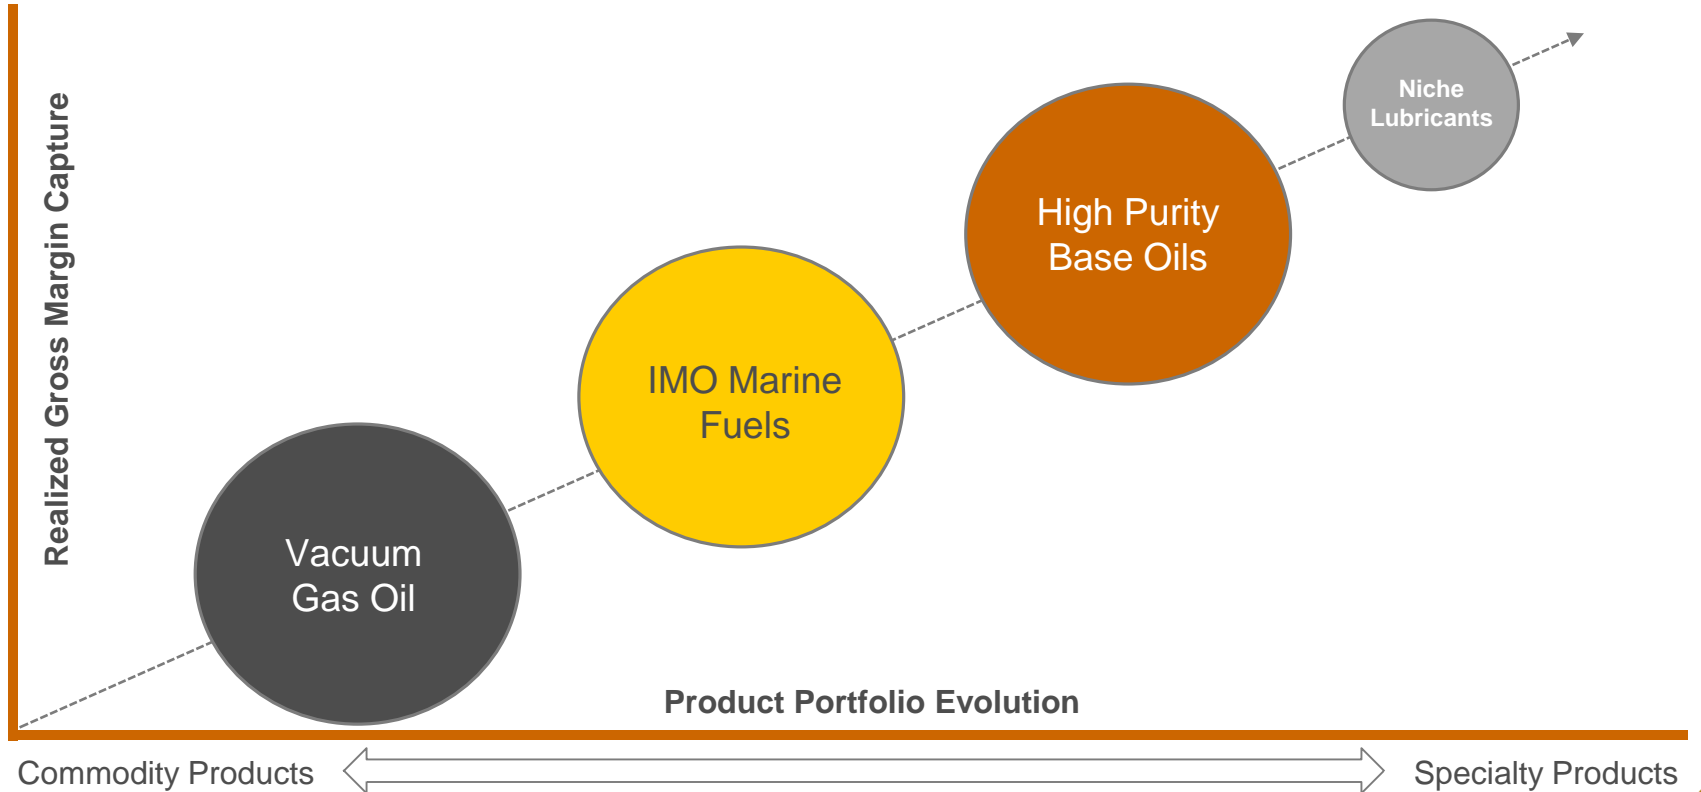 Realized Gross Margin Capture
Niche
Lubricants
High Purity
Base Oils
IMO Marine
Fuels
Vacuum
Gas Oil
Product Portfolio Evolution
Commodity Products
Specialty Products